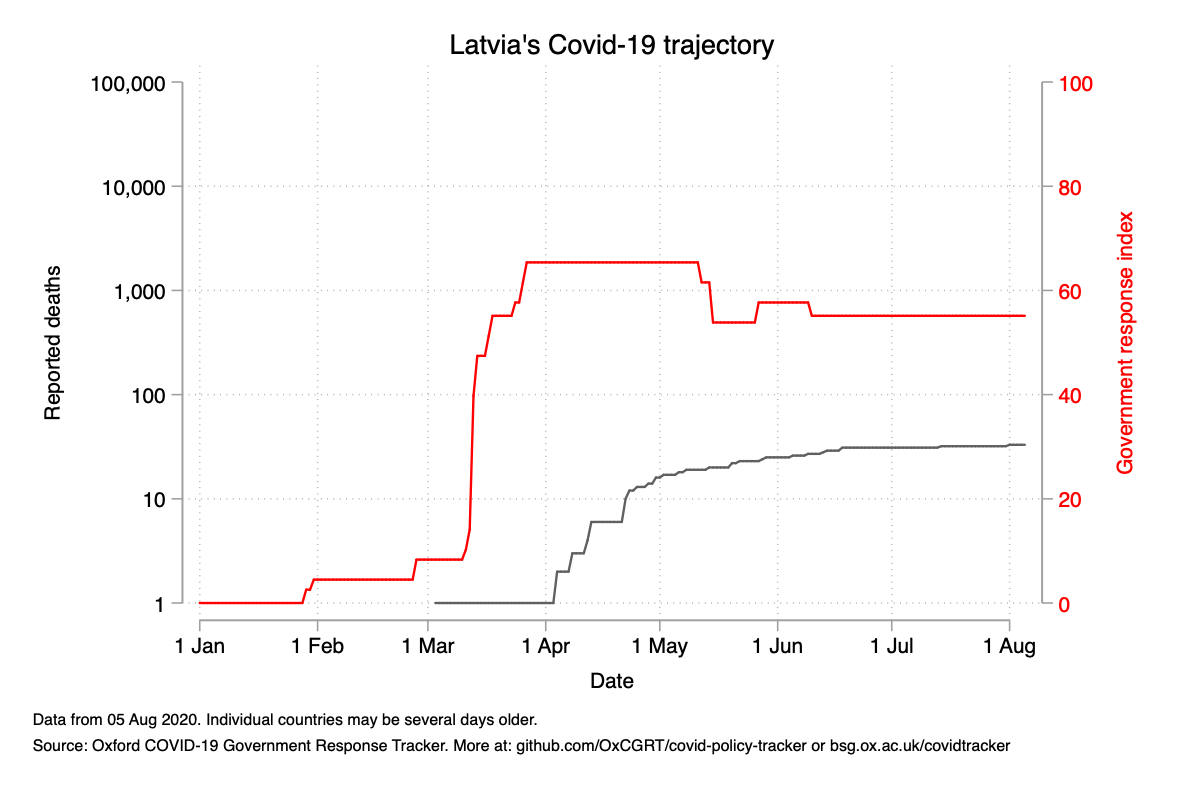 Latvia's Covid-19 trajectory
100,000
10,000
1,000
100
10
1
Reported deaths
100
80
60
40
20
0
Government response index
1 Jan 1 Feb 1 Mar 1 Apr 1 May 1 Jun 1 Jul 1 Aug
Date
Data from 05 Aug 2020. Individual countries may be several days older.
Source: Oxford COVID-19 Government Response Tracker. More at: github.com/OxCGRT/covid-policy-tracker or bsg.ox.ac.uk/covidtracker